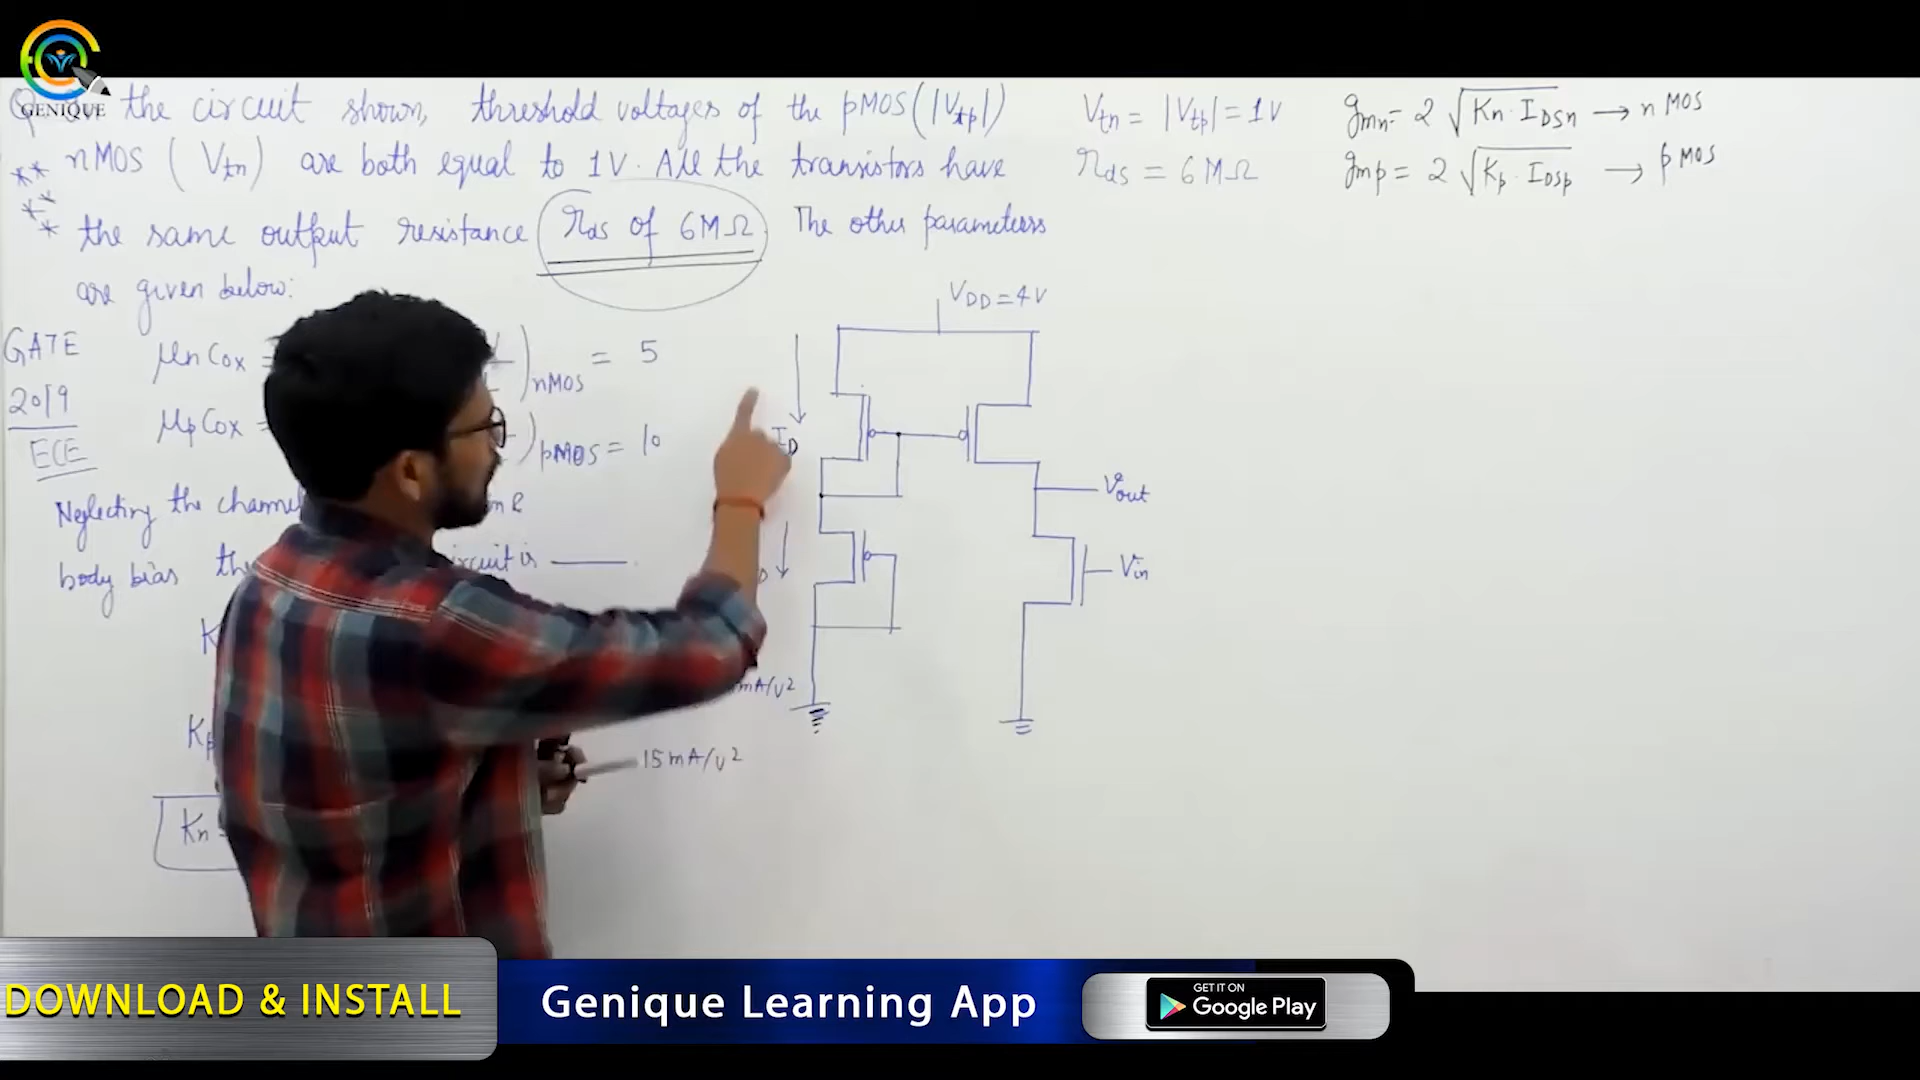 GENIQUE
the circuit shown, threshold voltages of the pMOS (|Vtp|)
nMOS ( Vtn ) are both equal to 1V. All the transistors have
the same output resistance rds of 6MΩ. The other parameters
are given below:
GATE
2019
ECE
μnCox =
)nMOS = 5
μpCox =
)pMOS = 10
Neglecting the channel
body bias circuit is ———.
mA/v²
15mA/v²
Kn
Vtn = |Vtp| = 1V
rds = 6MΩ
gmn = 2 √Kn·IDSn → nMOS
gmp = 2 √Kp·IDSp → pMOS
VDD = 4V
ID
Vout
Vin
DOWNLOAD & INSTALL
Genique Learning App
GET IT ON
Google Play